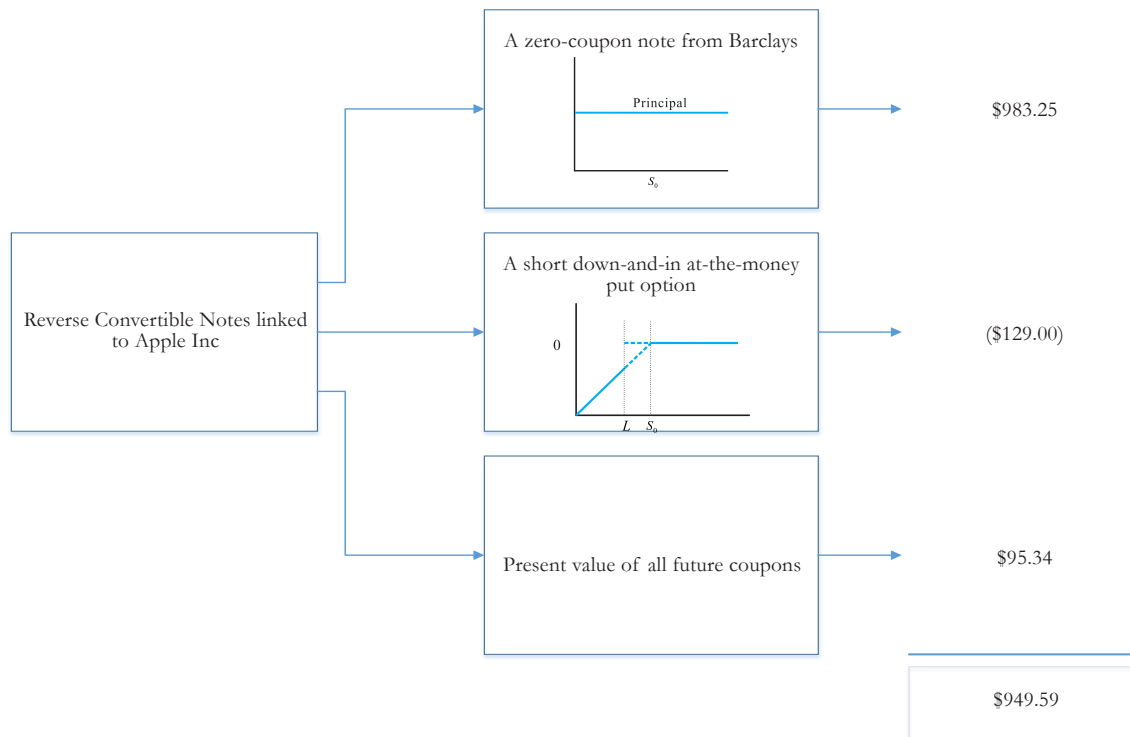 A zero-coupon note from Barclays
Principal
S₀
$983.25
Reverse Convertible Notes linked
to Apple Inc
A short down-and-in at-the-money
put option
0
L S₀
($129.00)
Present value of all future coupons
$95.34
$949.59